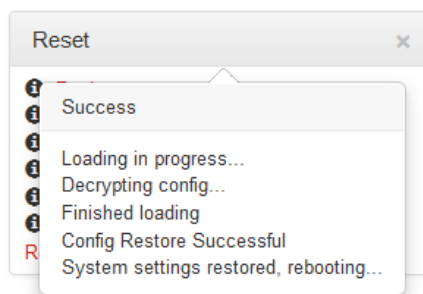 Reset
×
Success
Loading in progress...
Decrypting config...
Finished loading
Config Restore Successful
System settings restored, rebooting...
R